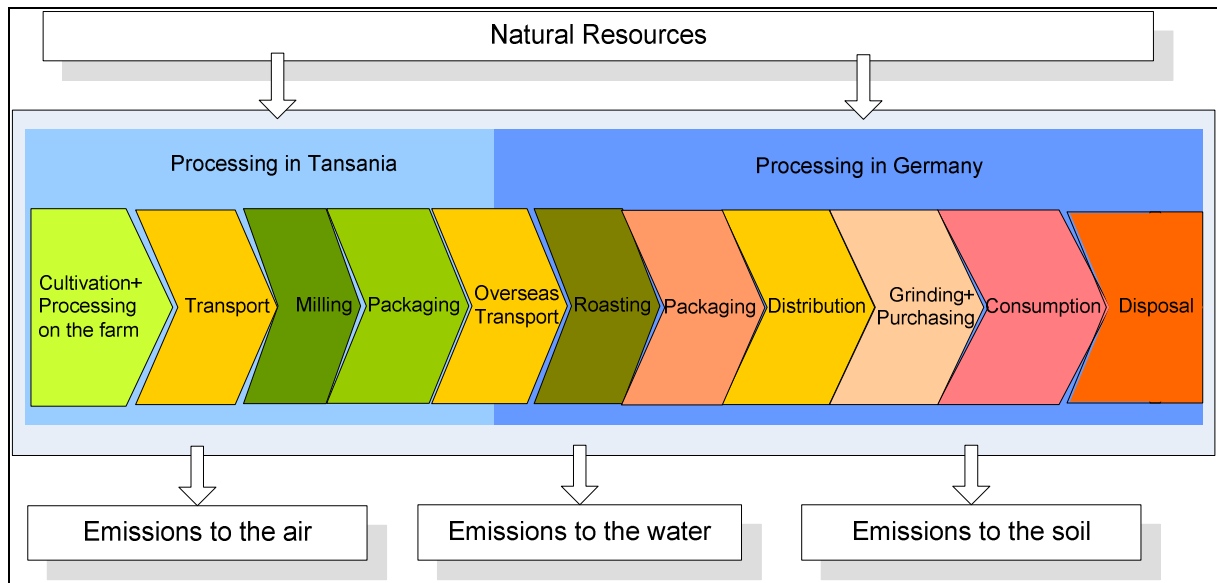 Natural Resources
Processing in Tansania
Processing in Germany
Cultivation+
Processing
on the farm
Transport
Milling
Packaging
Overseas
Transport
Roasting
Packaging
Distribution
Grinding+
Purchasing
Consumption
Disposal
Emissions to the air
Emissions to the water
Emissions to the soil